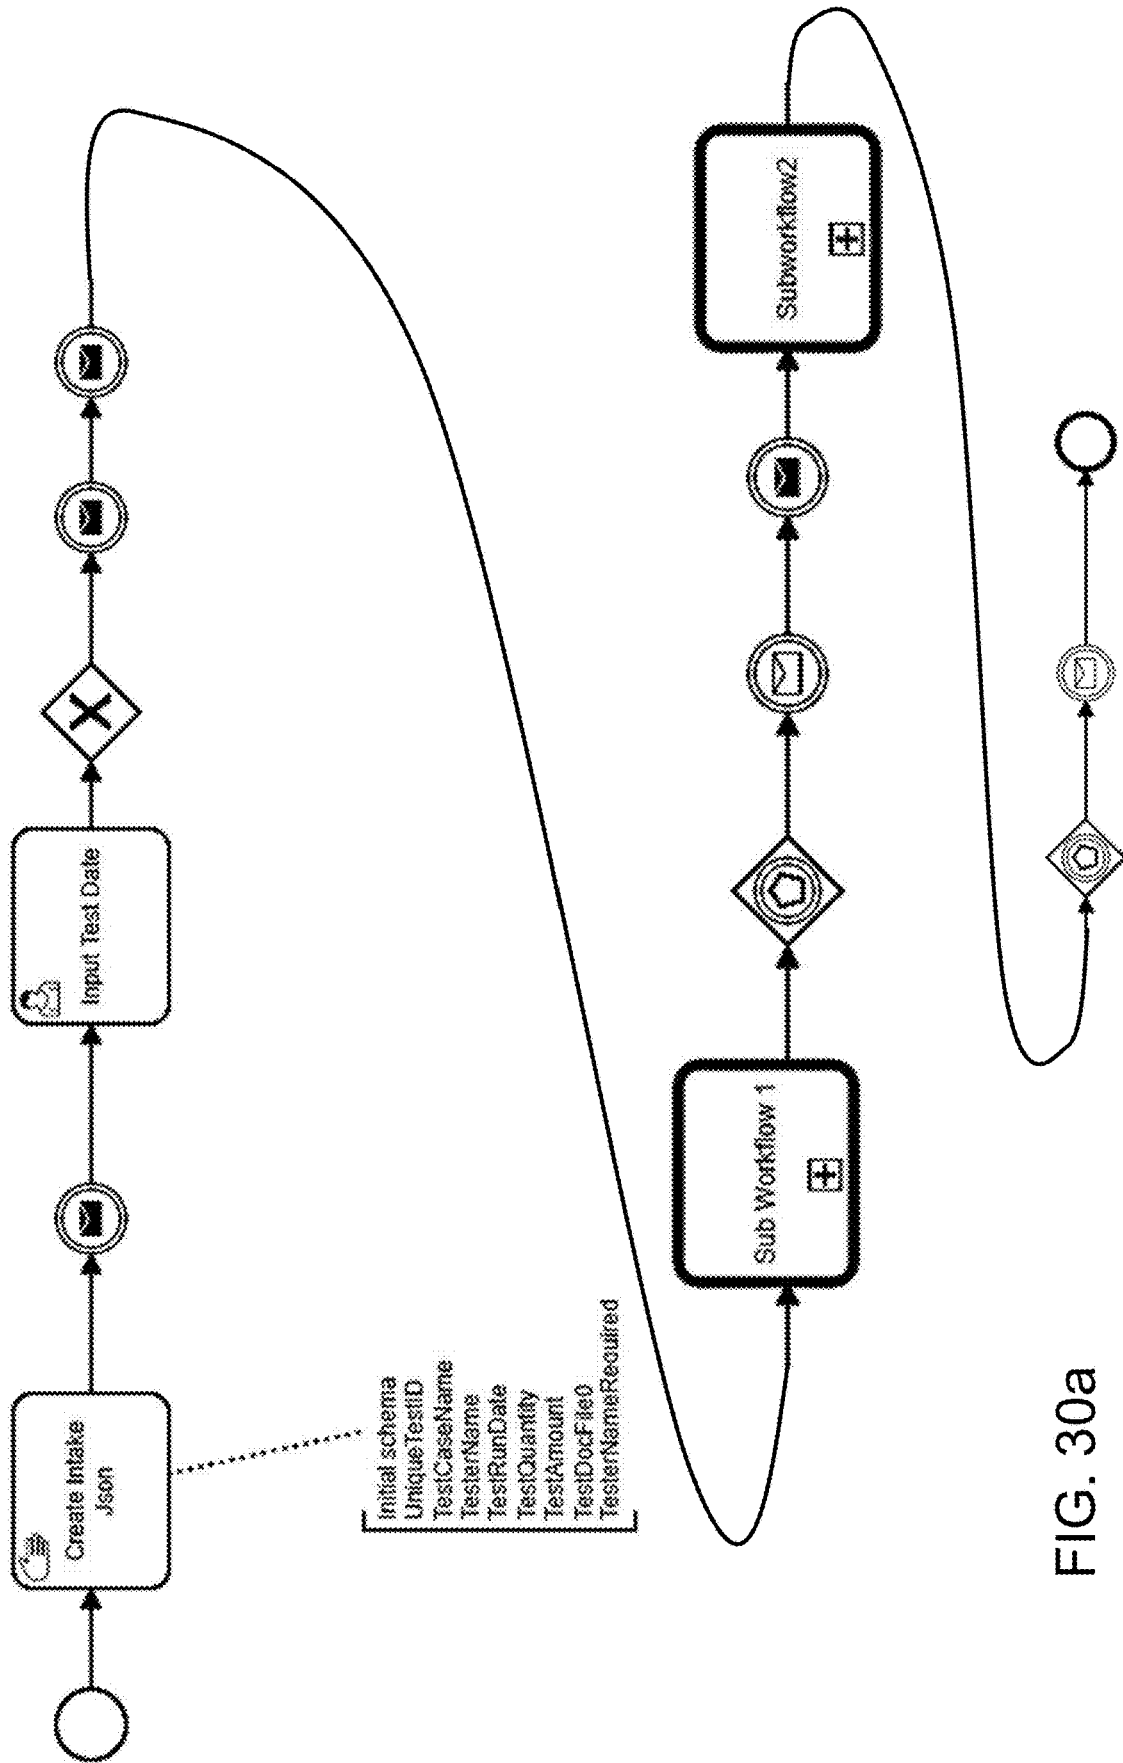 Create Intake
Json
Input Test Date
Initial schema
UniqueTestID
TestCaseName
TesterName
TestRunDate
TestQuantity
TestAmount
TestDocFile0
TesterNameRequired
Sub Workflow 1
Subworkflow2
FIG. 30a